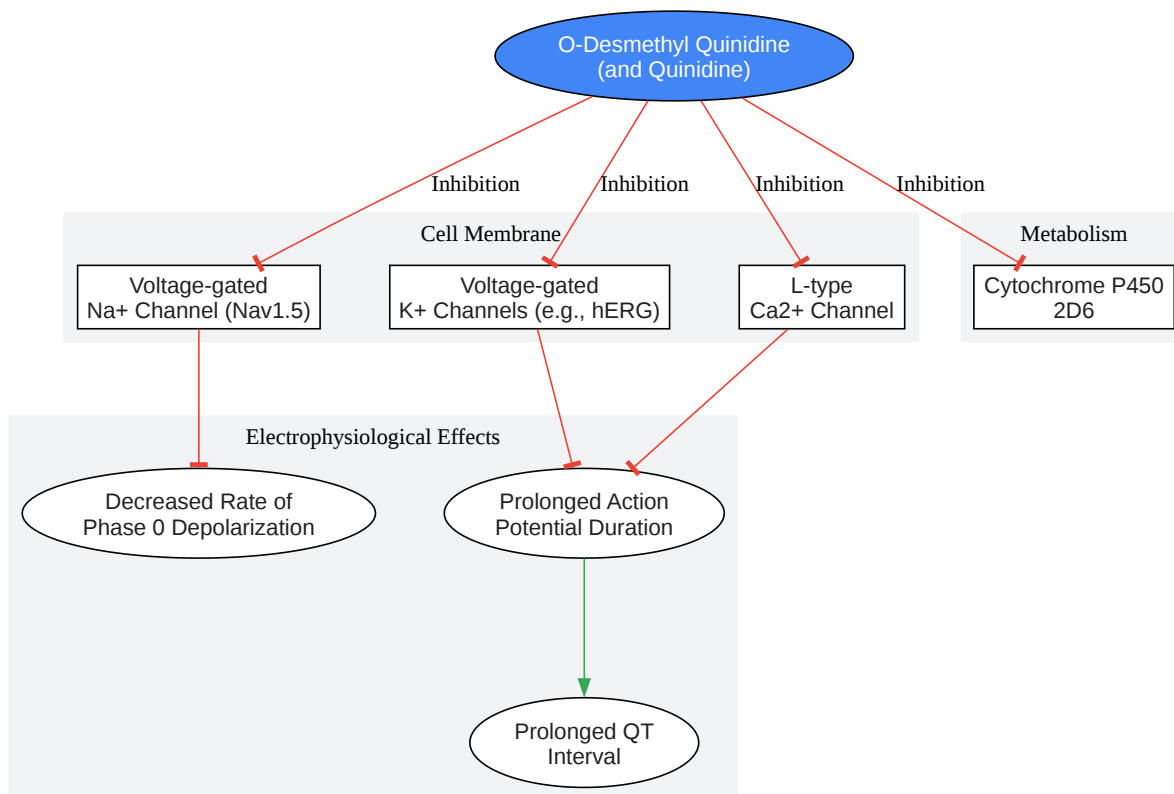 O-Desmethyl Quinidine
(and Quinidine)
Inhibition
Inhibition
Inhibition
Inhibition
Cell Membrane
Metabolism
Voltage-gated
Na+ Channel (Nav1.5)
Voltage-gated
K+ Channels (e.g., hERG)
L-type
Ca2+ Channel
Cytochrome P450
2D6
Electrophysiological Effects
Decreased Rate of
Phase 0 Depolarization
Prolonged Action
Potential Duration
Prolonged QT
Interval